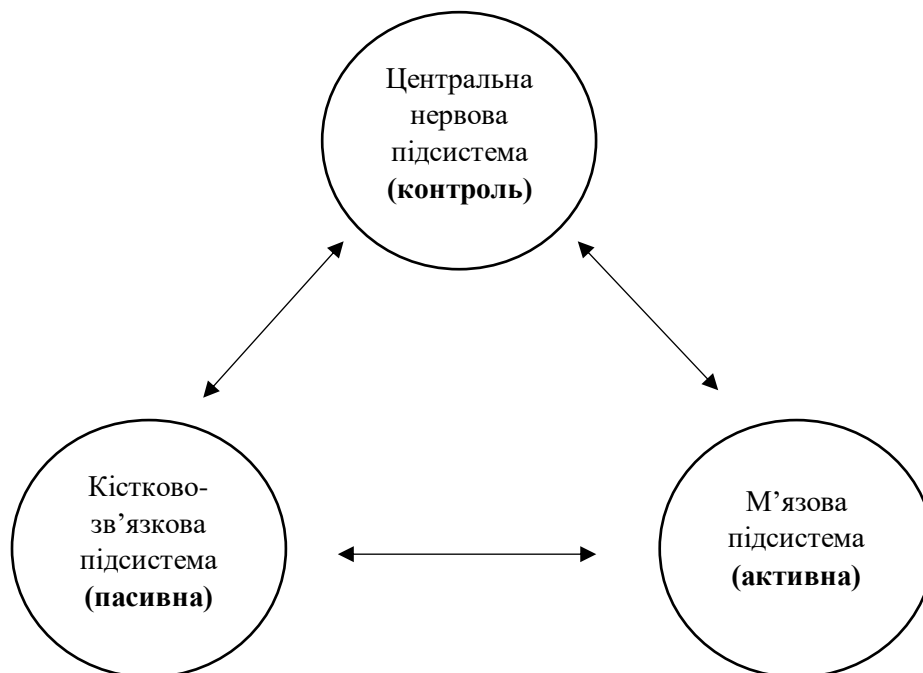 Центральна
нервова
підсистема
(контроль)
Кістково-
зв’язкова
підсистема
(пасивна)
М’язова
підсистема
(активна)